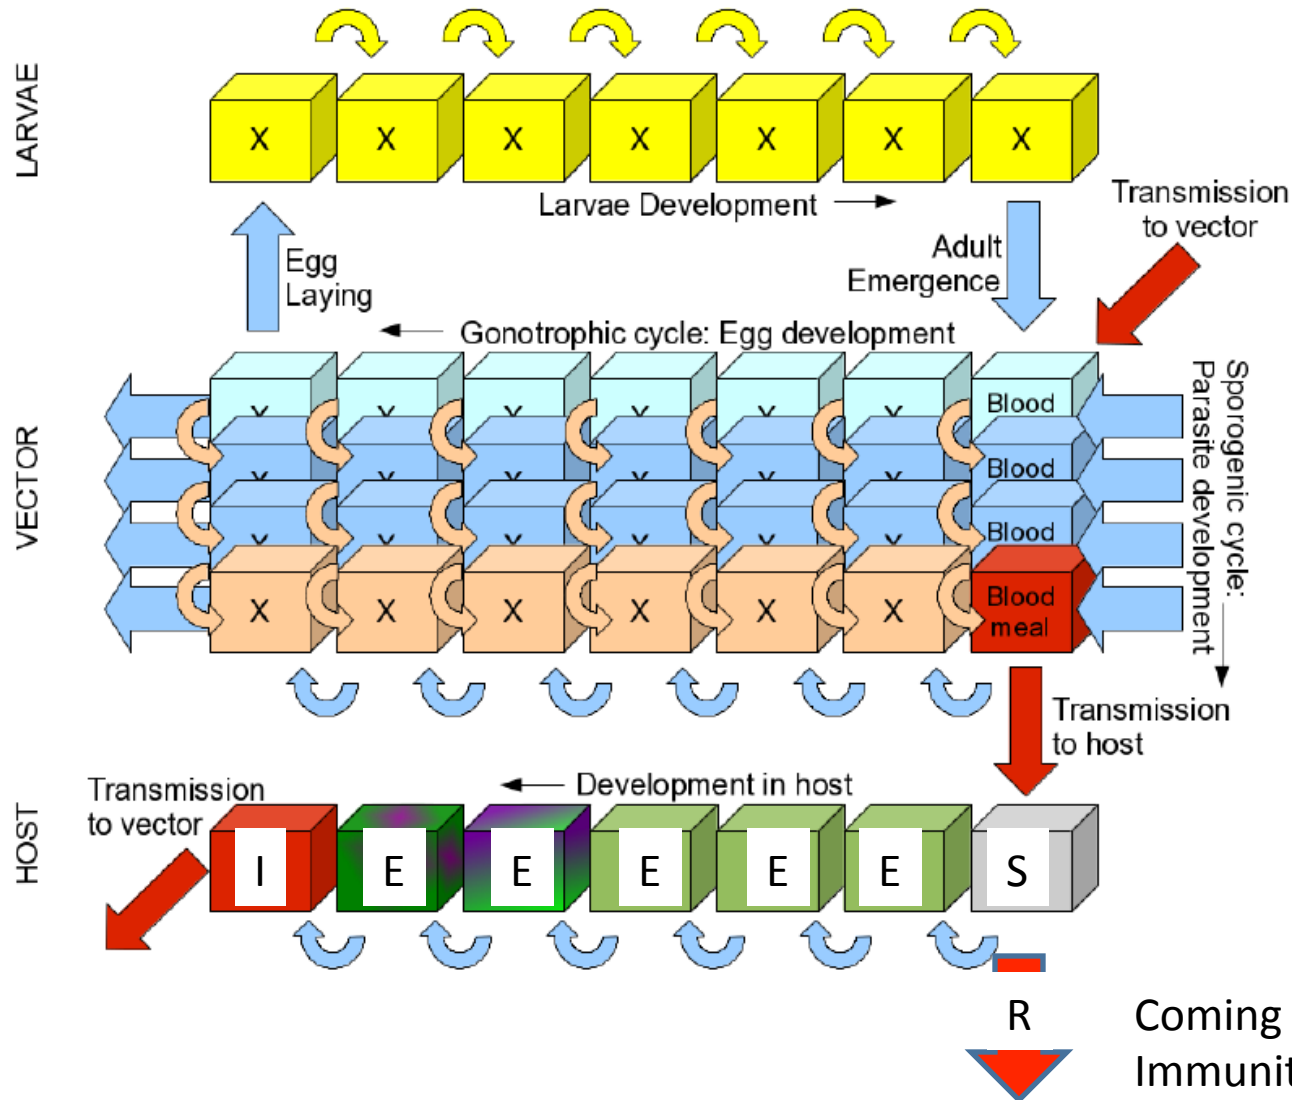 LARVAE
X X X X X X X
Larvae Development
Transmission
to vector
Egg
Laying
Adult
Emergence
Gonotrophic cycle: Egg development
VECTOR
Blood
Blood
Blood
X X X X X X
Blood
meal
Sporogenic cycle:
Parasite development
Transmission
to host
HOST
Transmission
to vector
Development in host
I E E E E E S
R
Coming
Immunit